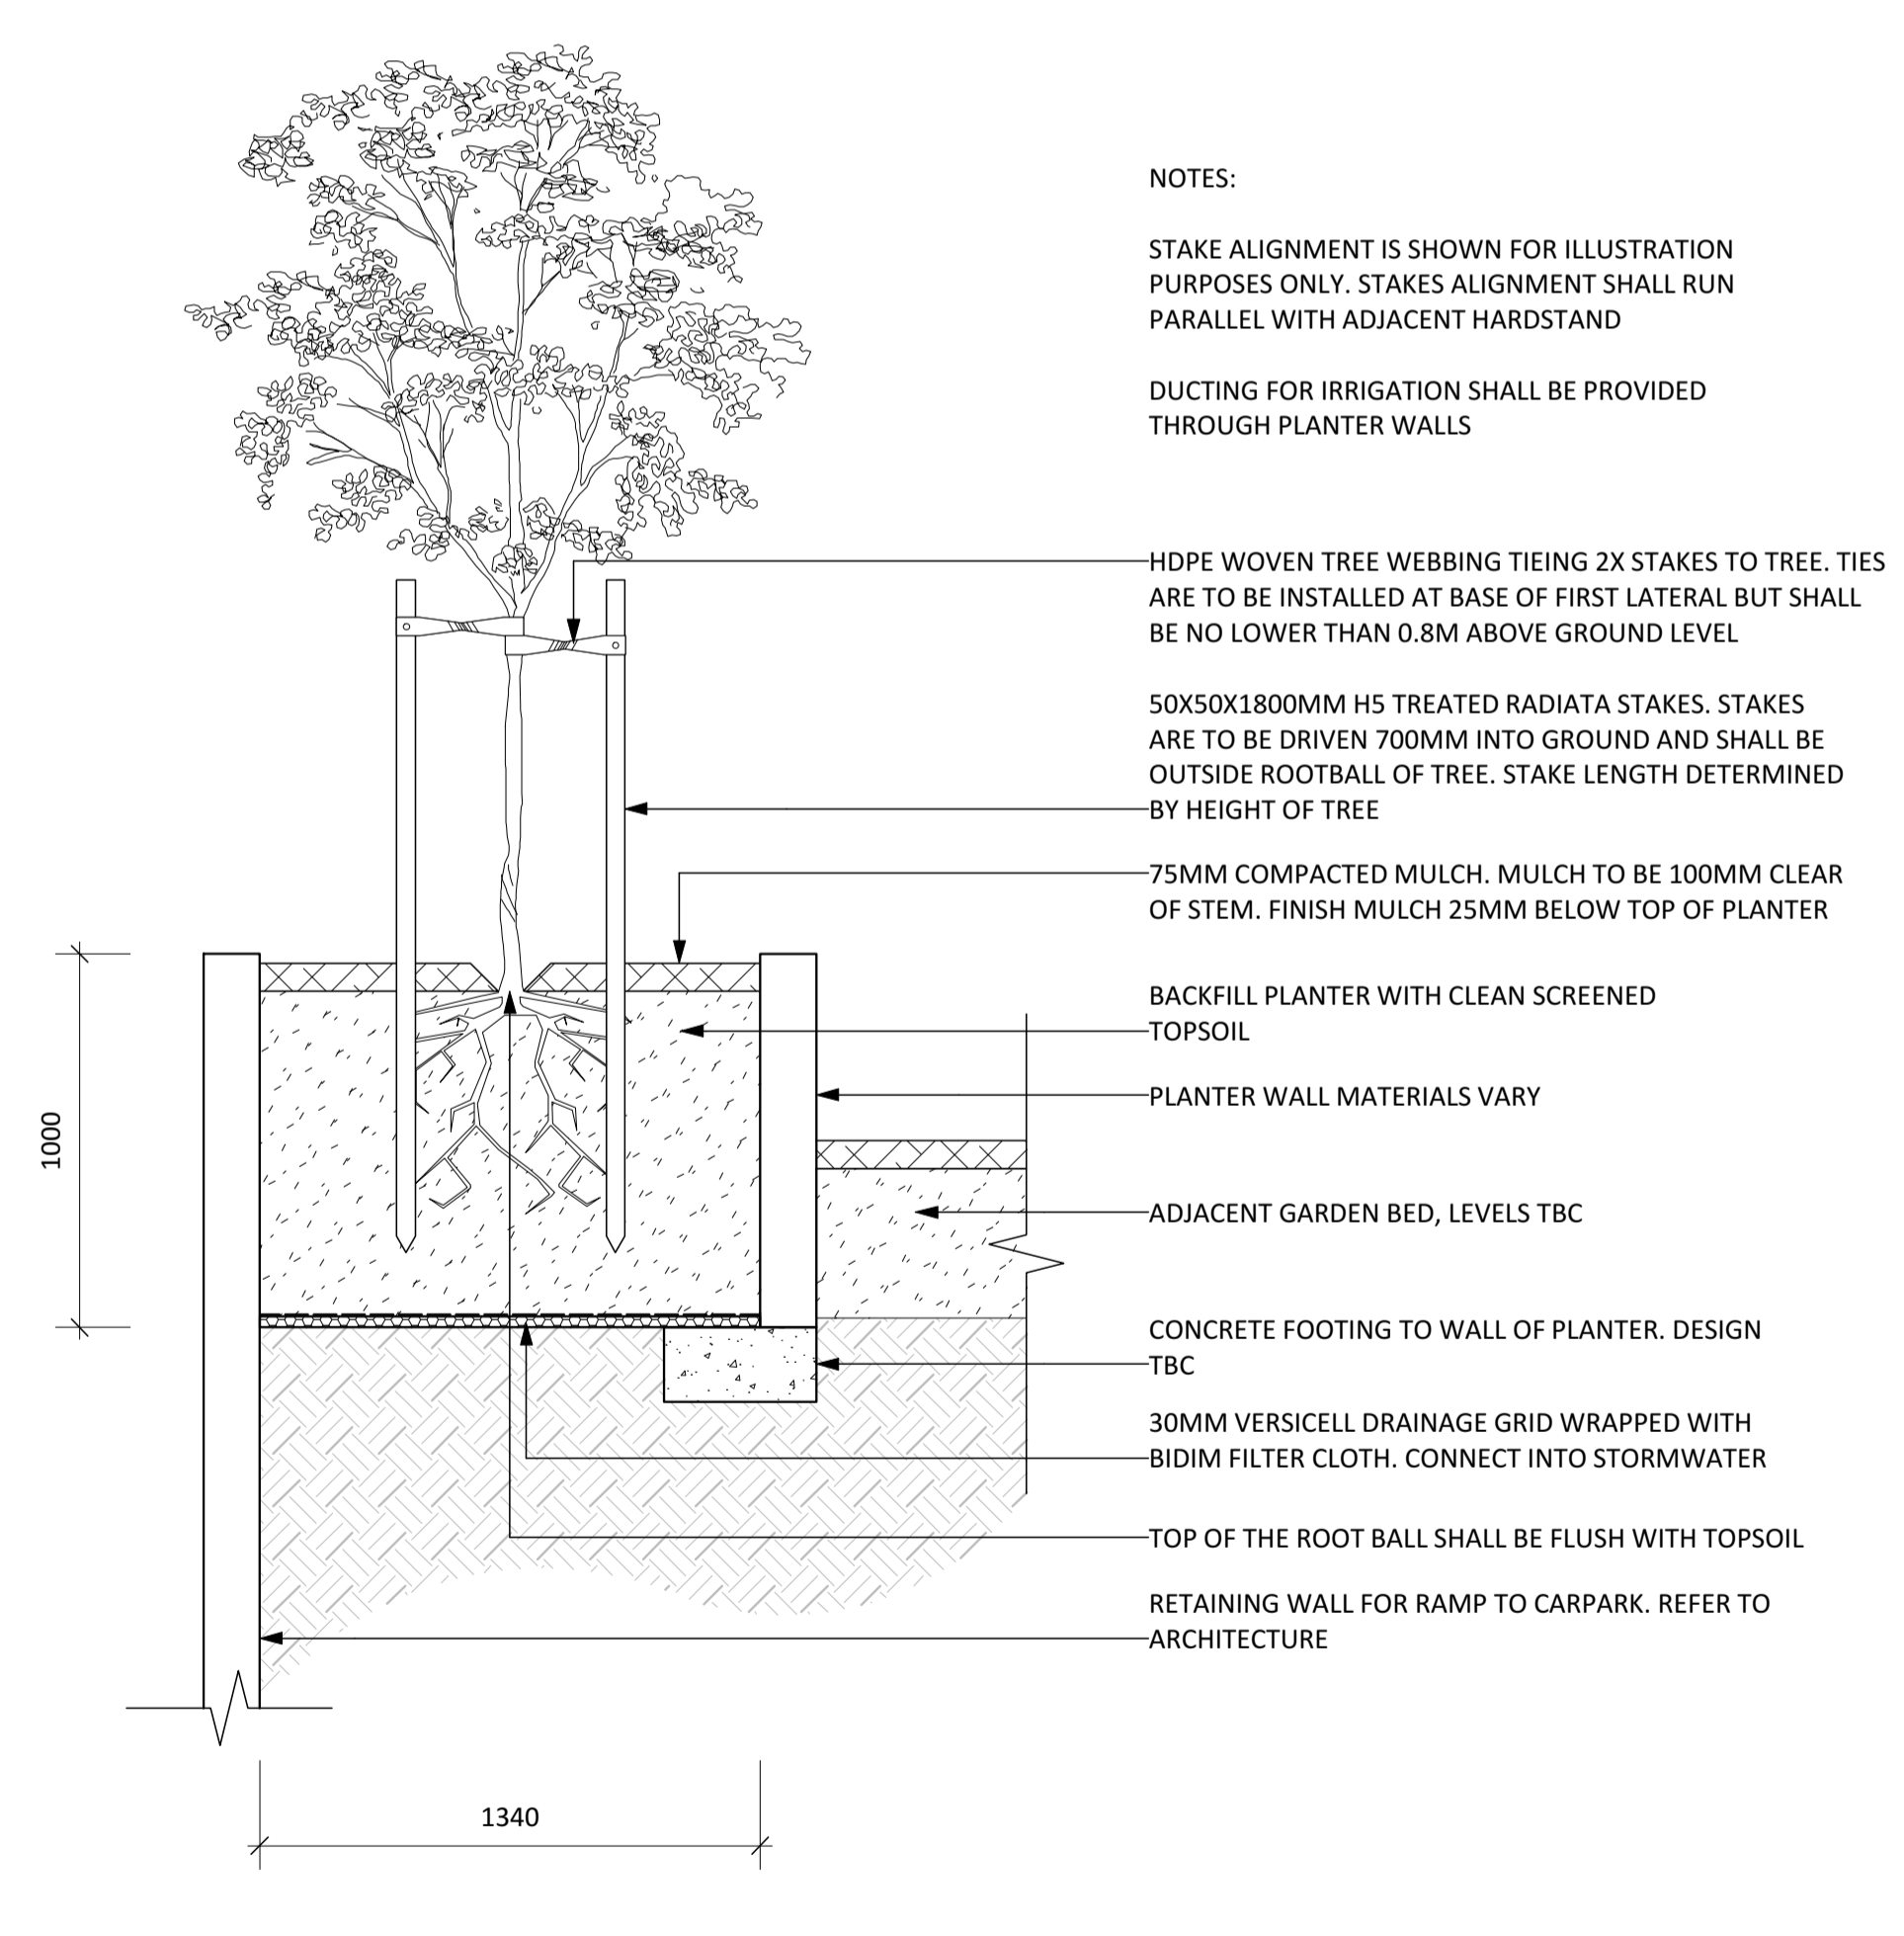 NOTES:
STAKE ALIGNMENT IS SHOWN FOR ILLUSTRATION
PURPOSES ONLY. STAKES ALIGNMENT SHALL RUN
PARALLEL WITH ADJACENT HARDSTAND
DUCTING FOR IRRIGATION SHALL BE PROVIDED
THROUGH PLANTER WALLS
HDPE WOVEN TREE WEBBING TIEING 2X STAKES TO TREE. TIES
ARE TO BE INSTALLED AT BASE OF FIRST LATERAL BUT SHALL
BE NO LOWER THAN 0.8M ABOVE GROUND LEVEL
50X50X1800MM H5 TREATED RADIATA STAKES. STAKES
ARE TO BE DRIVEN 700MM INTO GROUND AND SHALL BE
OUTSIDE ROOTBALL OF TREE. STAKE LENGTH DETERMINED
BY HEIGHT OF TREE
75MM COMPACTED MULCH. MULCH TO BE 100MM CLEAR
OF STEM. FINISH MULCH 25MM BELOW TOP OF PLANTER
BACKFILL PLANTER WITH CLEAN SCREENED
TOPSOIL
PLANTER WALL MATERIALS VARY
1000
ADJACENT GARDEN BED, LEVELS TBC
CONCRETE FOOTING TO WALL OF PLANTER. DESIGN
TBC
30MM VERSICELL DRAINAGE GRID WRAPPED WITH
BIDIM FILTER CLOTH. CONNECT INTO STORMWATER
TOP OF THE ROOT BALL SHALL BE FLUSH WITH TOPSOIL
RETAINING WALL FOR RAMP TO CARPARK. REFER TO
ARCHITECTURE
1340